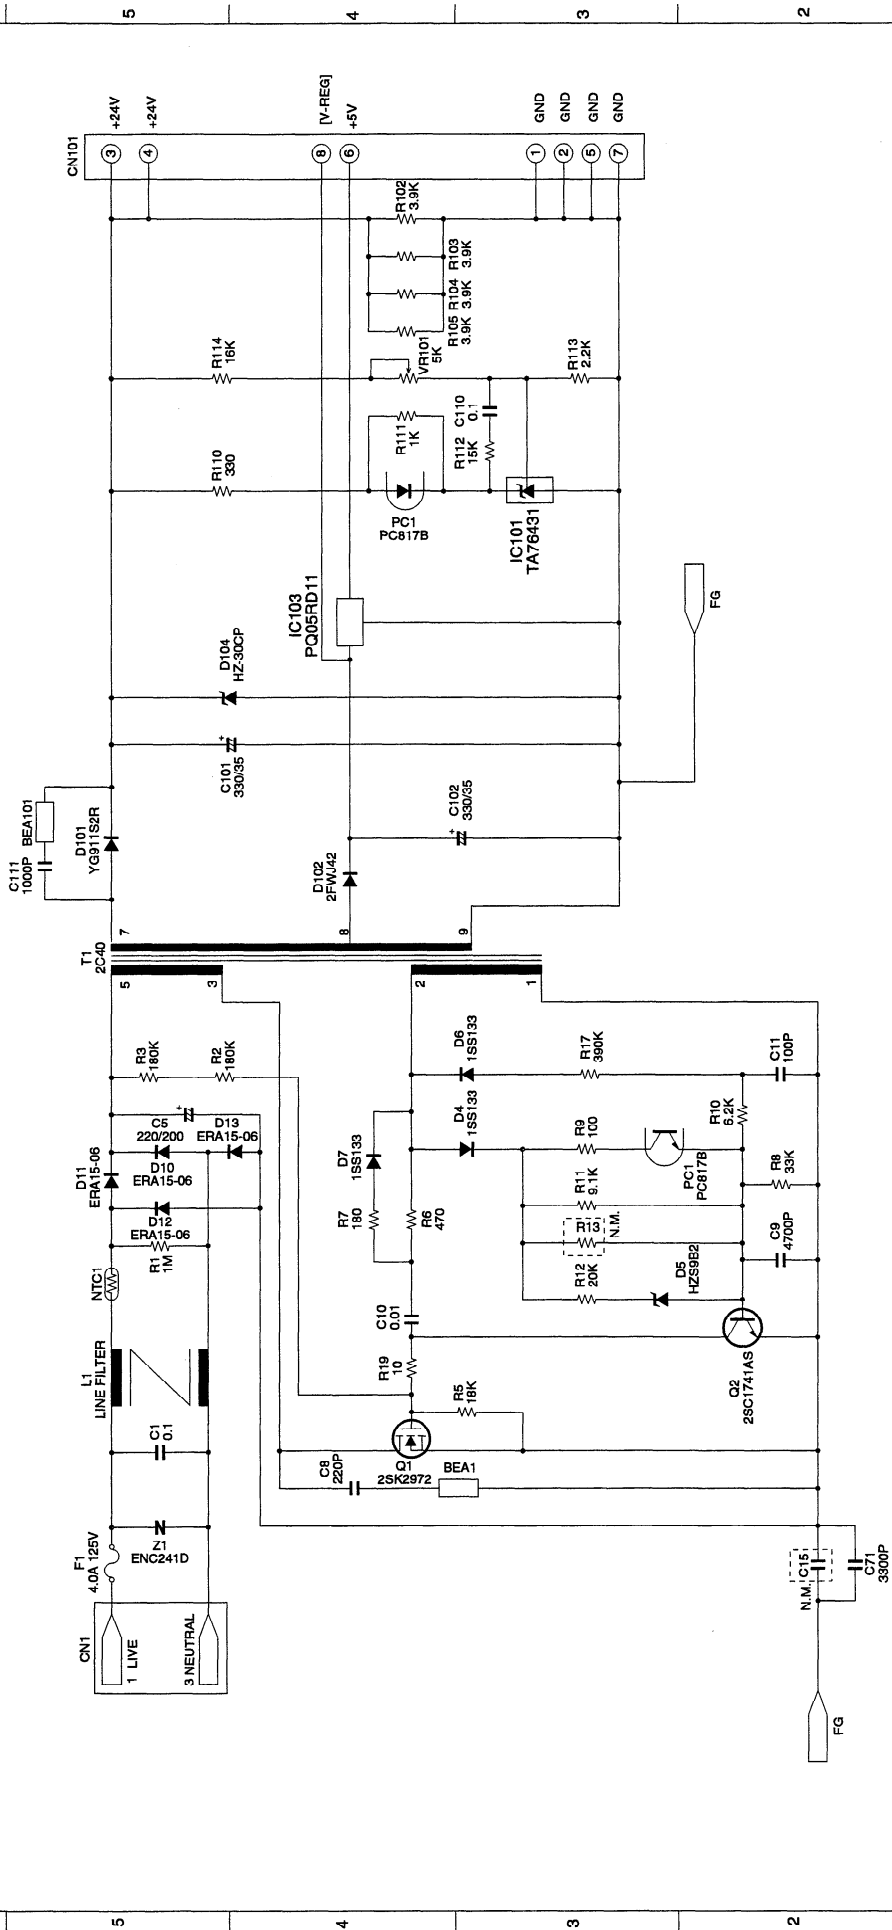 5
4
3
2
CN101
3
+24V
4
+24V
8
[V-REG]
6
+5V
1
GND
2
GND
5
GND
7
GND
R102
3.9K
R103
3.9K
R104
3.9K
R105
3.9K
R114
16K
VR101
5K
R113
2.2K
C110
0.1
R111
1K
R112
15K
R110
330
PC1
PC817B
IC101
TA76431
IC103
PQ05RD11
FG
D104
HZ-30CP
C101
330/35
C102
330/35
BEA101
C111
1000P
D101
YG911S2R
D102
2FWJ42
T1
2C40
7
8
9
5
3
2
1
R3
180K
R2
180K
D6
1SS133
R17
390K
C11
100P
C5
220/200
D13
ERA15-06
D4
1SS133
R9
100
R10
6.2K
D11
ERA15-06
D10
ERA15-06
D7
1SS133
PC1
PC817B
R8
33K
D12
ERA15-06
R7
180
R6
470
R11
9.1K
R13
N.M.
C9
4700P
R1
1M
NTC1
R12
20K
D5
HZS9B2
C10
0.01
L1
LINE FILTER
R19
10
Q2
2SC1741AS
R5
18K
C1
0.1
Q1
2SK2972
C8
220P
BEA1
Z1
ENC241D
F1
4.0A 125V
C15
N.M.
C71
3300P
CN1
1 LIVE
3 NEUTRAL
FG
5
4
3
2